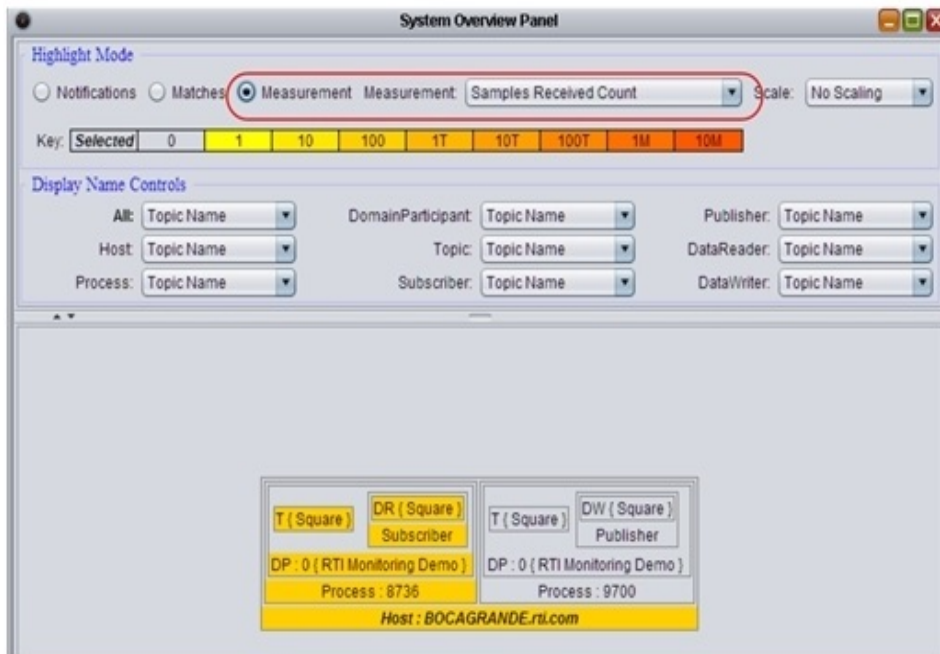 System Overview Panel
Highlight Mode
Notifications Matches Measurement Measurement: Samples Received Count Scale: No Scaling
Key: Selected 0 1 10 100 1T 10T 100T 1M 10M
Display Name Controls
All: Topic Name DomainParticipant: Topic Name Publisher: Topic Name
Host: Topic Name Topic: Topic Name DataReader: Topic Name
Process: Topic Name Subscriber: Topic Name DataWriter: Topic Name
T { Square } DR { Square } T { Square } DW { Square }
Subscriber Publisher
DP : 0 { RTI Monitoring Demo } DP : 0 { RTI Monitoring Demo }
Process : 8736 Process : 9700
Host : BOCAGRANDE.rti.com